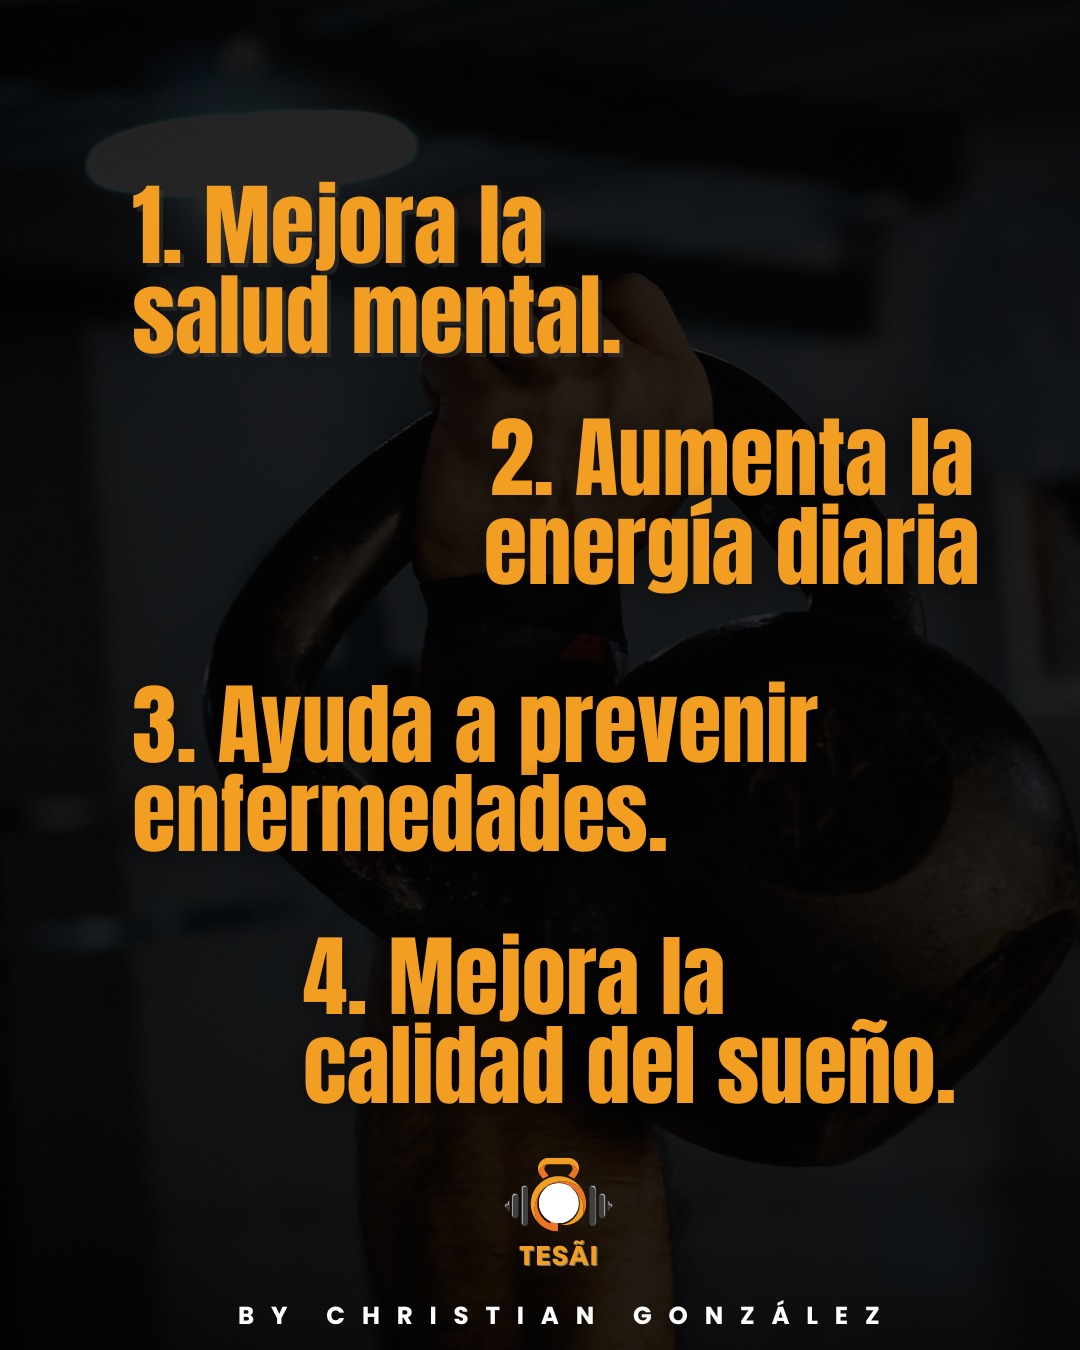 1. Mejora la
salud mental.
2. Aumenta la
energía diaria
3. Ayuda a prevenir
enfermedades.
4. Mejora la
calidad del sueño.
TESÃI
BY CHRISTIAN GONZÁLEZ